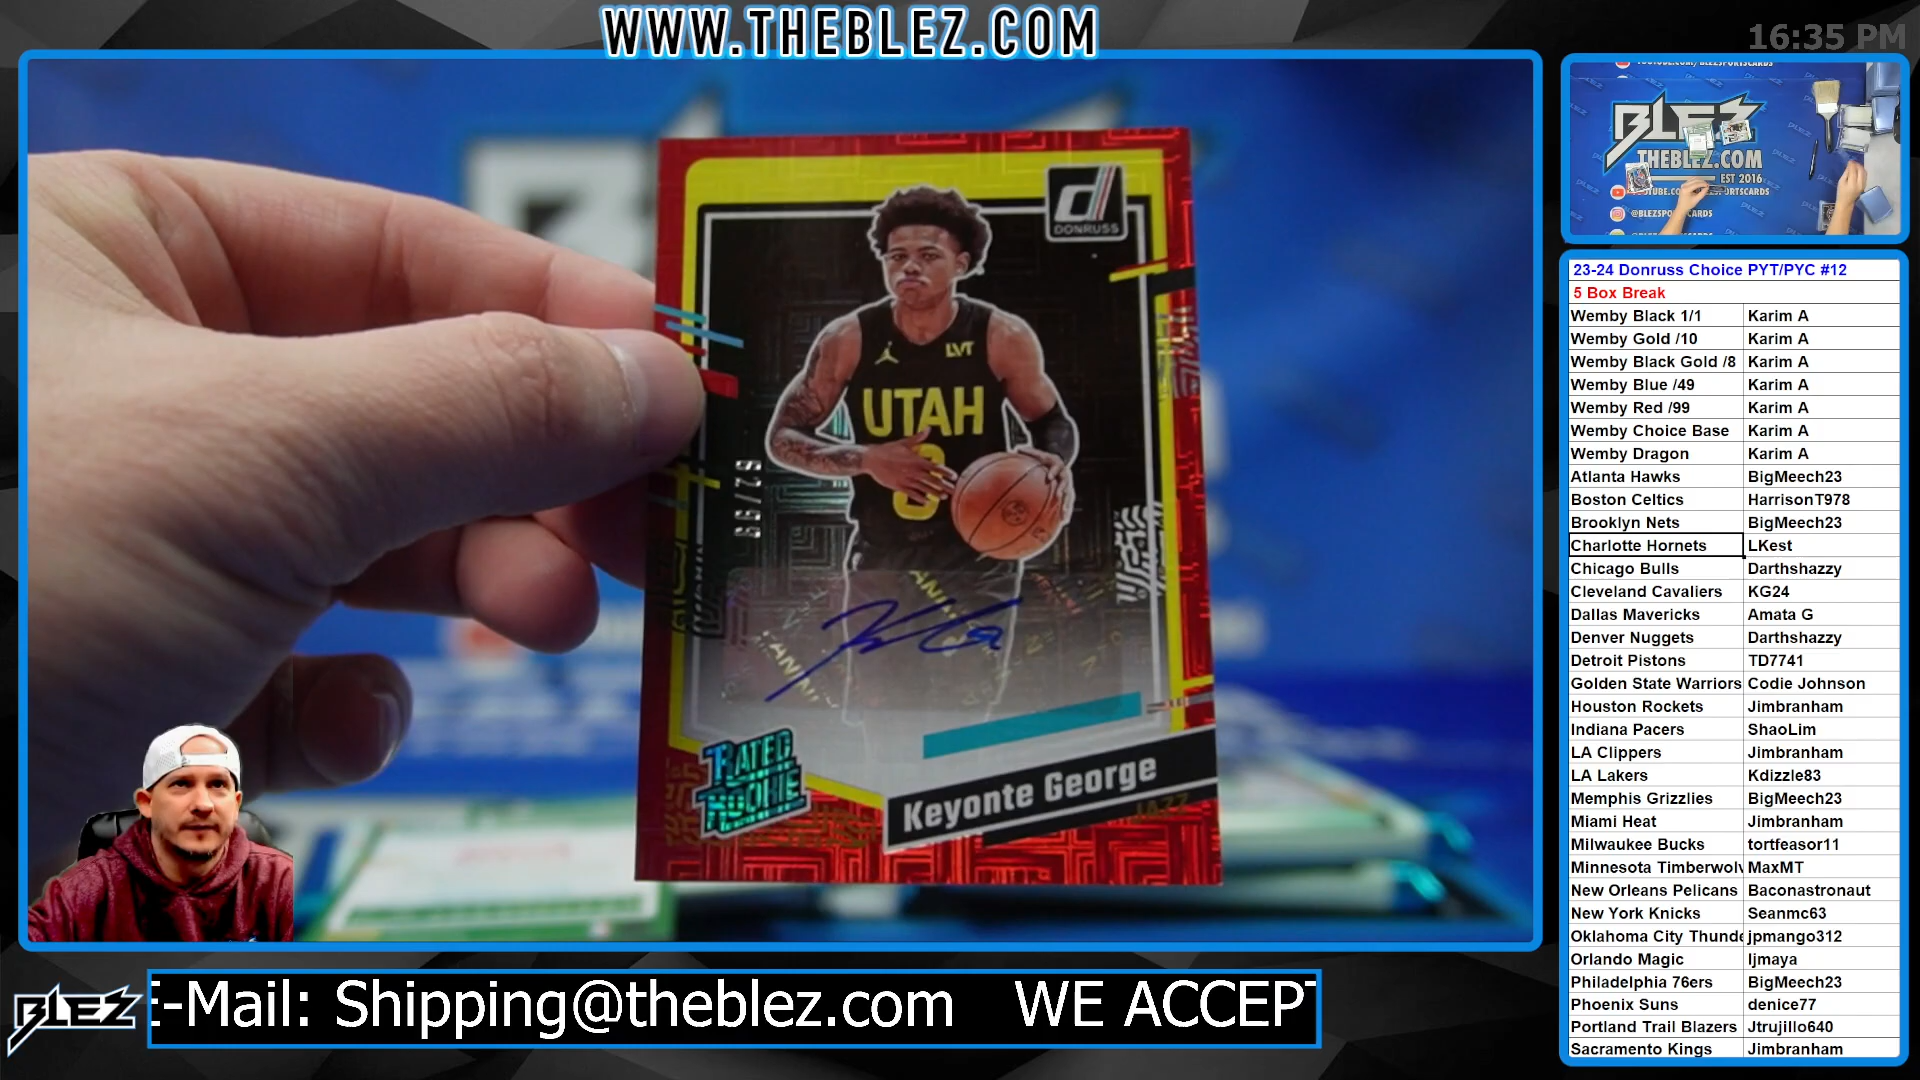 WWW.THEBLEZ.COM
16:35 PM
DONRUSS
LVT
UTAH
RATED
ROOKIE
Keyonte George
JAZZ
BLEZ
THEBLEZ.COM
EST 2016
@BLEZSPORTSCARDS
23-24 Donruss Choice PYT/PYC #12
5 Box Break
Wemby Black 1/1 Karim A
Wemby Gold /10 Karim A
Wemby Black Gold /8 Karim A
Wemby Blue /49 Karim A
Wemby Red /99 Karim A
Wemby Choice Base Karim A
Wemby Dragon Karim A
Atlanta Hawks BigMeech23
Boston Celtics HarrisonT978
Brooklyn Nets BigMeech23
Charlotte Hornets LKest
Chicago Bulls Darthshazzy
Cleveland Cavaliers KG24
Dallas Mavericks Amata G
Denver Nuggets Darthshazzy
Detroit Pistons TD7741
Golden State Warriors Codie Johnson
Houston Rockets Jimbranham
Indiana Pacers ShaoLim
LA Clippers Jimbranham
LA Lakers Kdizzle83
Memphis Grizzlies BigMeech23
Miami Heat Jimbranham
Milwaukee Bucks tortfeasor11
Minnesota Timberwolv MaxMT
New Orleans Pelicans Baconastronaut
New York Knicks Seanmc63
Oklahoma City Thunde jpmango312
Orlando Magic ljmaya
Philadelphia 76ers BigMeech23
Phoenix Suns denice77
Portland Trail Blazers Jtrujillo640
Sacramento Kings Jimbranham
BLEZ
E-Mail: Shipping@theblez.com WE ACCEPT